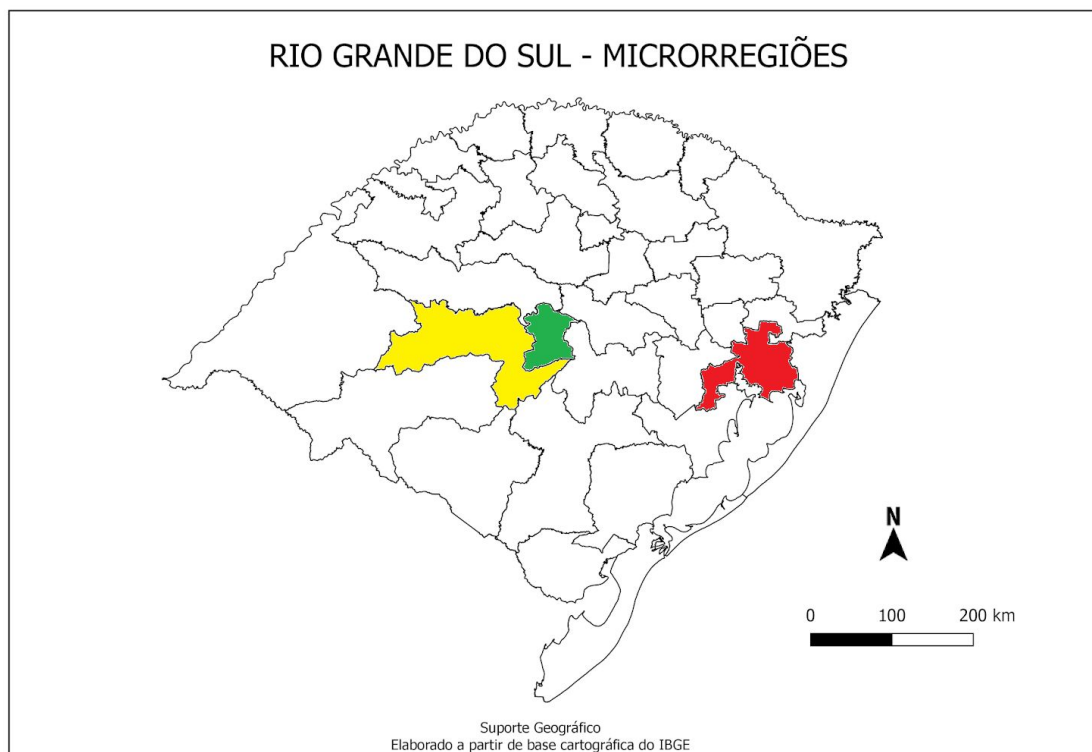 RIO GRANDE DO SUL - MICRORREGIÕES
N
0 100 200 km
Suporte Geográfico
Elaborado a partir de base cartográfica do IBGE